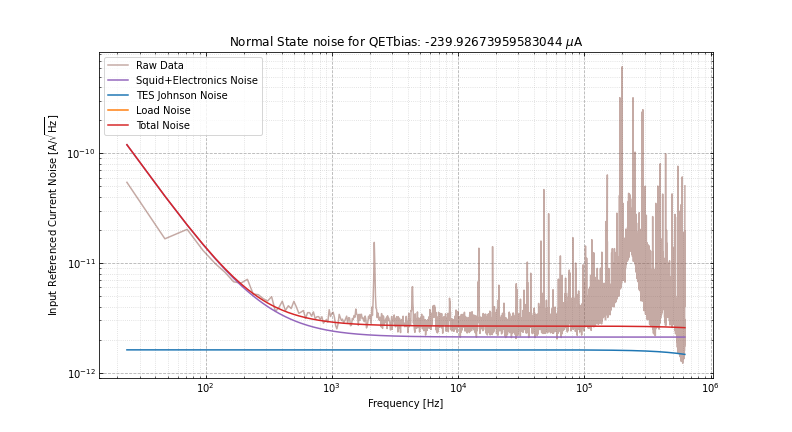 Normal State noise for QETbias: -239.92673959583044 μA
Raw Data
Squid+Electronics Noise
TES Johnson Noise
Load Noise
Total Noise
Input Referenced Current Noise [A/√Hz]
10⁻¹⁰
10⁻¹¹
10⁻¹²
10² 10³ 10⁴ 10⁵ 10⁶
Frequency [Hz]